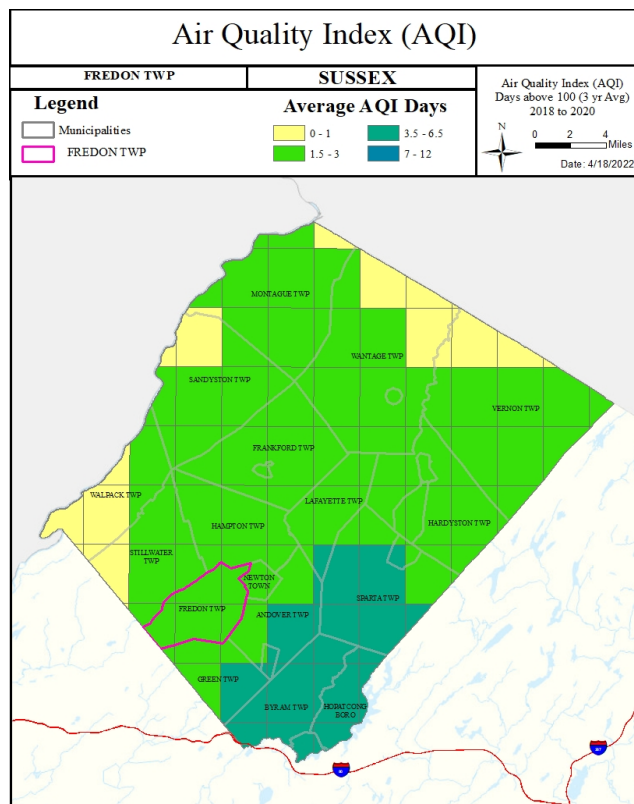 Air Quality Index (AQI)
FREDON TWP
SUSSEX
Legend
Municipalities
FREDON TWP
Average AQI Days
0 - 1
1.5 - 3
3.5 - 6.5
7 - 12
Air Quality Index (AQI)
Days above 100 (3 yr Avg)
2018 to 2020
N
0 2 4
Miles
Date: 4/18/2022
MONTAGUE TWP
WANTAGE TWP
SANDYSTON TWP
VERNON TWP
FRANKFORD TWP
WALPACK TWP
LAFAYETTE TWP
HAMPTON TWP
HARDYSTON TWP
STILLWATER
TWP
NEWTON
TOWN
SPARTA TWP
FREDON TWP
ANDOVER TWP
GREEN TWP
BYRAM TWP
HOPATCONG
BORO